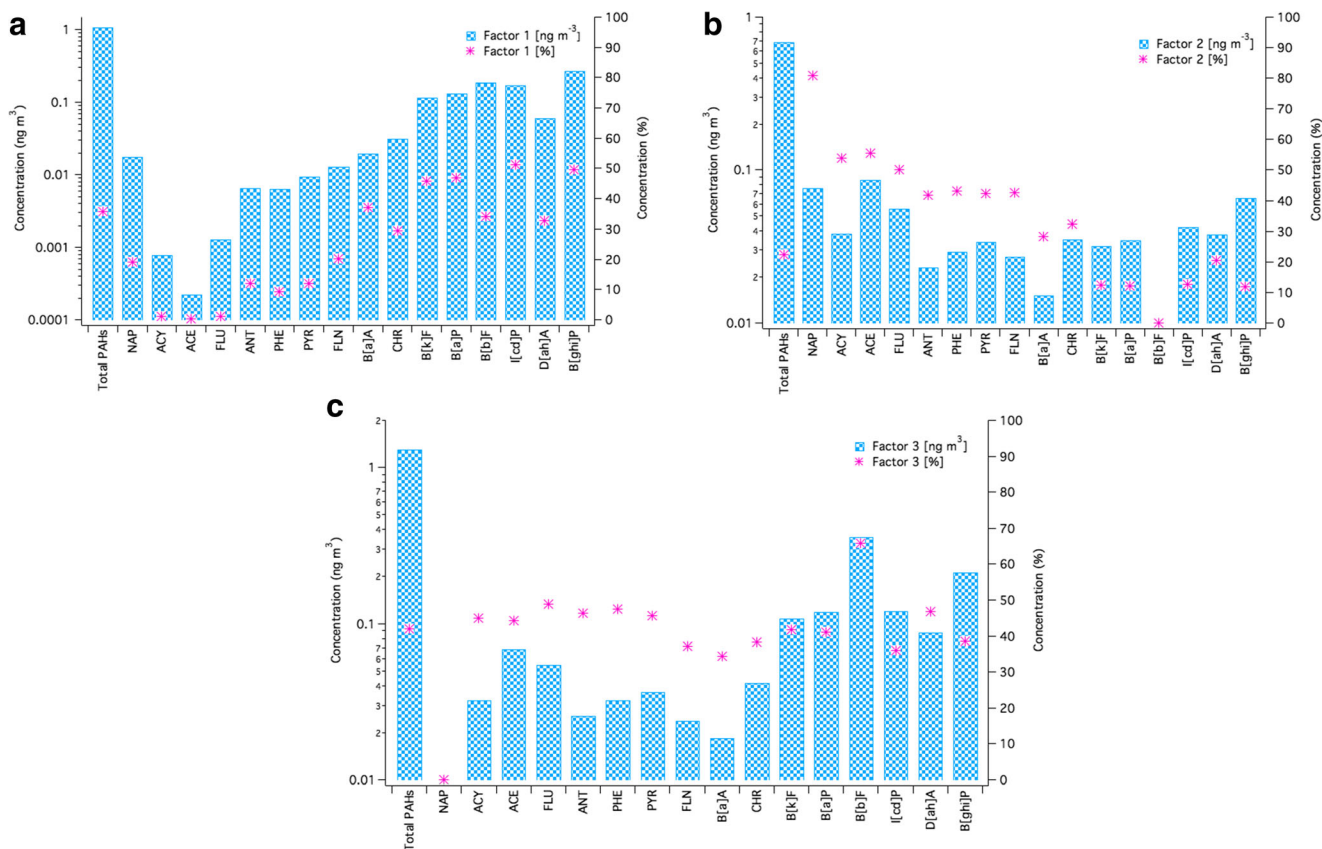 a
Factor 1 [ng m⁻³]
Factor 1 [%]
Concentration (ng m³)
1
0.1
0.01
0.001
0.0001
100
90
80
70
60
50
40
30
20
10
0
Concentration (%)
Total PAHs
NAP
ACY
ACE
FLU
ANT
PHE
PYR
FLN
B[a]A
CHR
B[k]F
B[a]P
B[b]F
I[cd]P
D[ah]A
B[ghi]P
b
Factor 2 [ng m⁻³]
Factor 2 [%]
Concentration (ng m³)
1
7
6
5
4
3
2
0.1
7
6
5
4
3
2
0.01
100
90
80
70
60
50
40
30
20
10
0
Concentration (%)
Total PAHs
NAP
ACY
ACE
FLU
ANT
PHE
PYR
FLN
B[a]A
CHR
B[k]F
B[a]P
B[b]F
I[cd]P
D[ah]A
B[ghi]P
c
Factor 3 [ng m³]
Factor 3 [%]
Concentration (ng m³)
2
1
7
6
5
4
3
2
0.1
7
6
5
4
3
2
0.01
100
90
80
70
60
50
40
30
20
10
0
Concentration (%)
Total PAHs
NAP
ACY
ACE
FLU
ANT
PHE
PYR
FLN
B[a]A
CHR
B[k]F
B[a]P
B[b]F
I[cd]P
D[ah]A
B[ghi]P